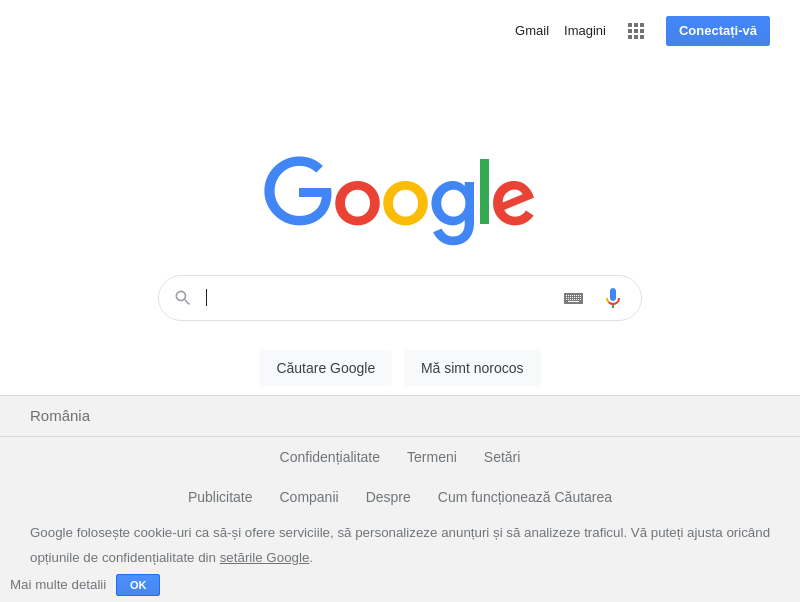 Gmail Imagini Conectați-vă
Google
Căutare Google Mă simt norocos
România
Confidențialitate Termeni Setări
Publicitate Companii Despre Cum funcționează Căutarea
Google folosește cookie-uri ca să-și ofere serviciile, să personalizeze anunțuri și să analizeze traficul. Vă puteți ajusta oricând
opțiunile de confidențialitate din setările Google.
Mai multe detalii OK